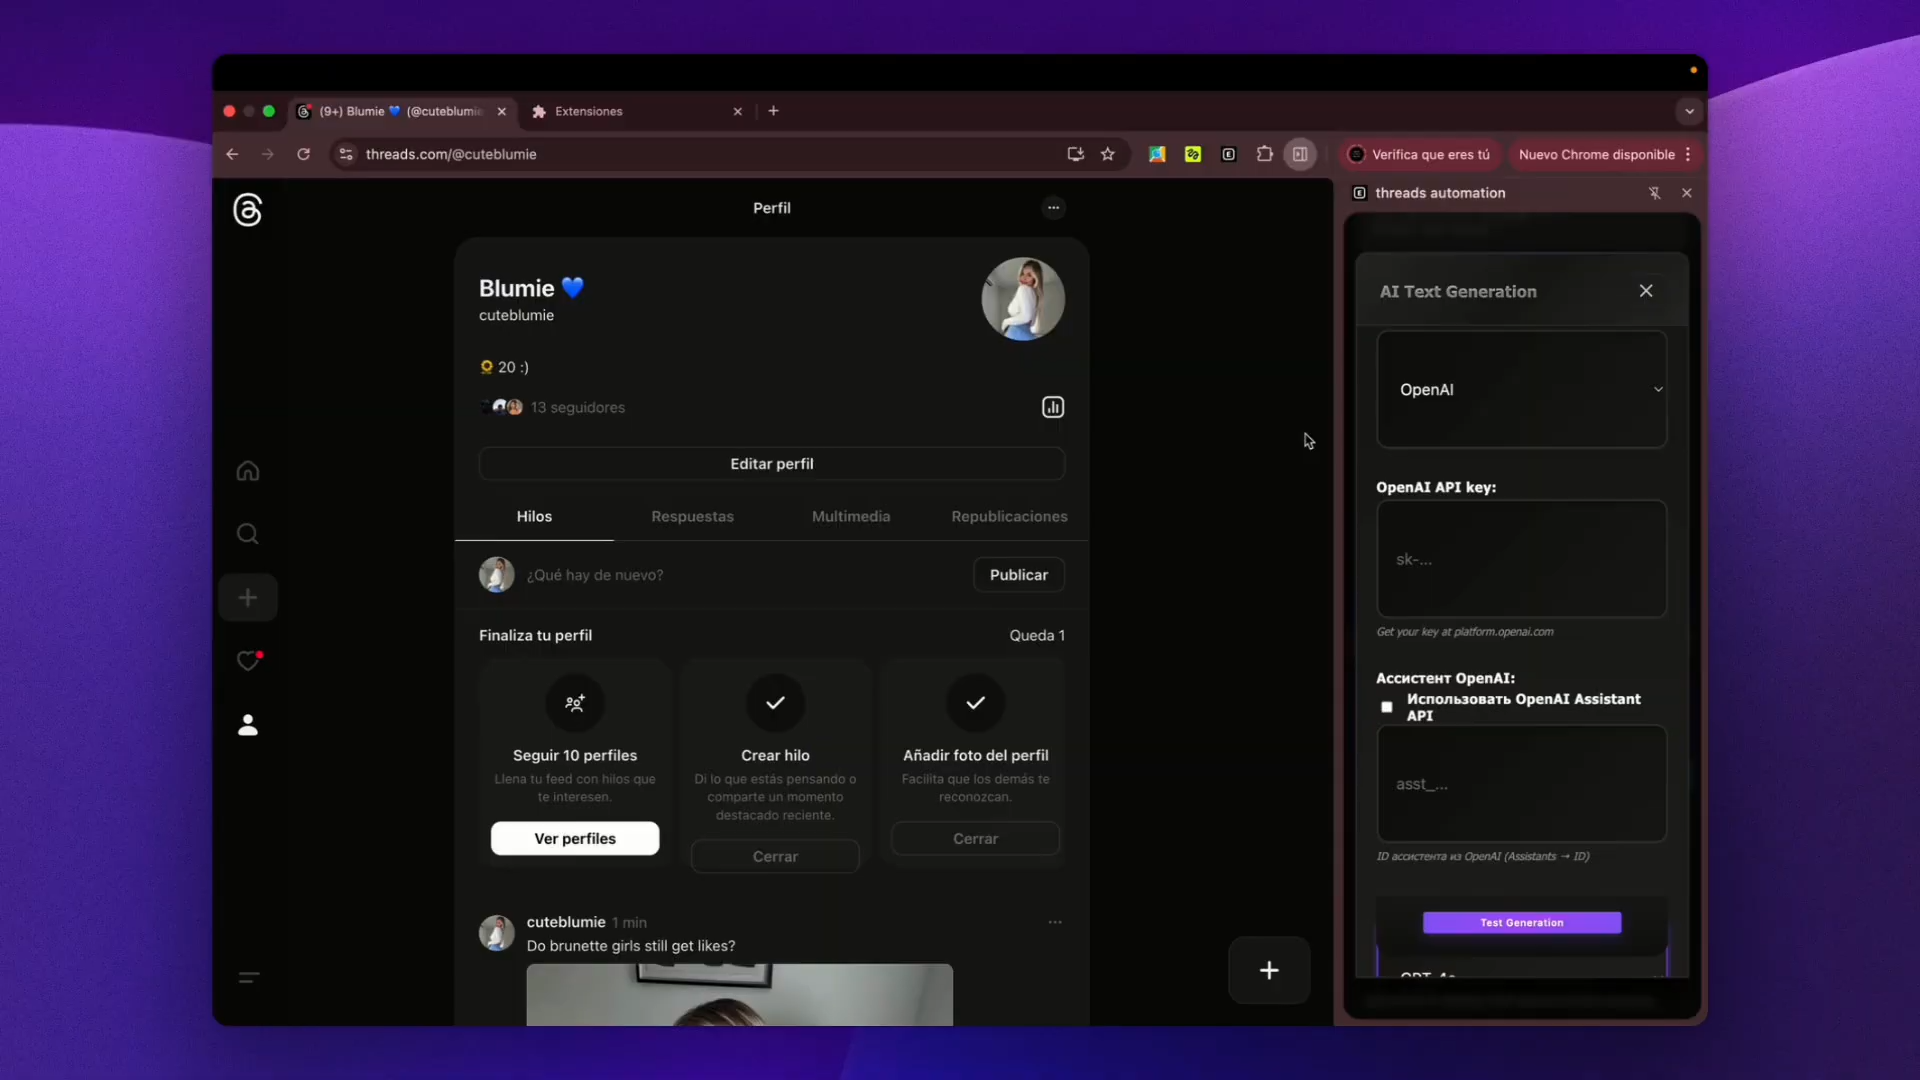 (9+) Blumie 💙 (@cuteblumie
Extensiones
threads.com/@cuteblumie
Verifica que eres tú
Nuevo Chrome disponible
threads automation
Perfil
Blumie 💙
cuteblumie
🌻 20 :)
13 seguidores
Editar perfil
Hilos
Respuestas
Multimedia
Republicaciones
¿Qué hay de nuevo?
Publicar
Finaliza tu perfil
Queda 1
Seguir 10 perfiles
Llena tu feed con hilos que
te interesen.
Ver perfiles
Crear hilo
Di lo que estás pensando o
comparte un momento
destacado reciente.
Cerrar
Añadir foto del perfil
Facilita que los demás te
reconozcan.
Cerrar
cuteblumie 1 min
Do brunette girls still get likes?
AI Text Generation
OpenAI
OpenAI API key:
sk-...
Get your key at platform.openai.com
Ассистент OpenAI:
Использовать OpenAI Assistant
API
asst_...
ID ассистента из OpenAI (Assistants → ID)
Test Generation